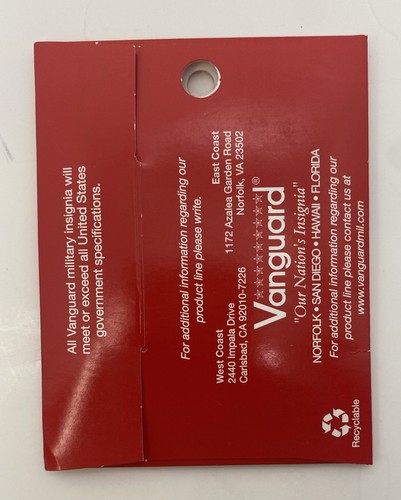 All Vanguard military Insignia will
meet or exceed all United States
government specifications.
For additional information regarding our
product line please write.
West Coast
2440 Impala Drive
Carlsbad, CA 92010-7226
East Coast
1172 Azalea Garden Road
Norfolk, VA 23502
Vanguard®
"Our Nation's Insignia"
NORFOLK • SAN DIEGO • HAWAII • FLORIDA
For additional information regarding our
product line please contact us at
www.vanguardmil.com
Recyclable